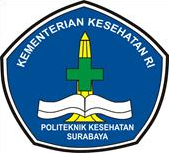 KEMENTERIAN KESEHATAN RI
POLITEKNIK KESEHATAN
SURABAYA